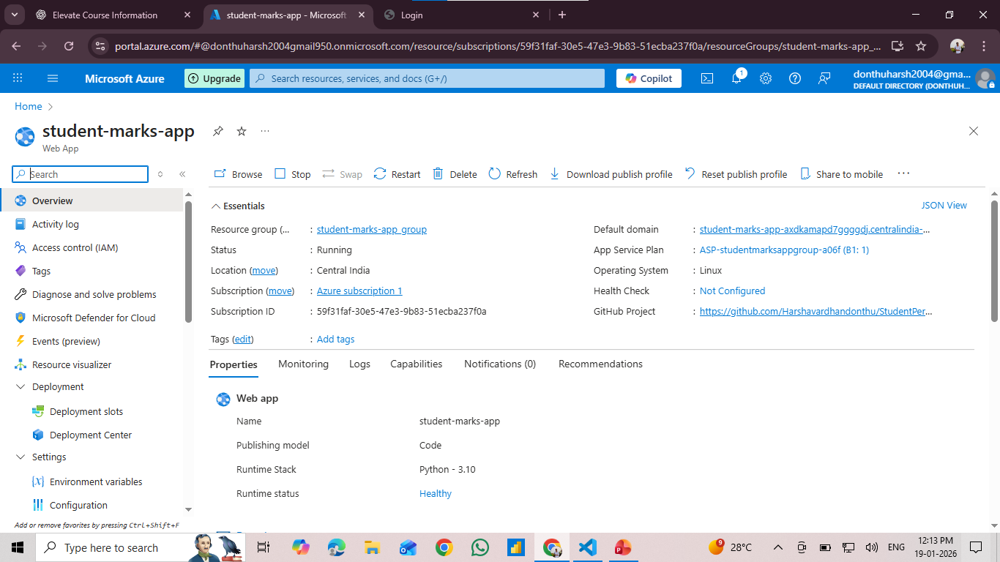 Elevate Course Information
student-marks-app - Microsoft
Login
portal.azure.com/#@donthuharsh2004gmail950.onmicrosoft.com/resource/subscriptions/59f31faf-30e5-47e3-9b83-51ecba237f0a/resourceGroups/student-marks-app_...
Microsoft Azure
Upgrade
Search resources, services, and docs (G+/)
Copilot
1
donthuharsh2004@gma...
DEFAULT DIRECTORY (DONTHUH...
Home
student-marks-app
Web App
Search
Browse
Stop
Swap
Restart
Delete
Refresh
Download publish profile
Reset publish profile
Share to mobile
Overview
Activity log
Access control (IAM)
Tags
Diagnose and solve problems
Microsoft Defender for Cloud
Events (preview)
Resource visualizer
Deployment
Deployment slots
Deployment Center
Settings
Environment variables
Configuration
Add or remove favorites by pressing Ctrl+Shift+F
Essentials
JSON View
Resource group (... : student-marks-app_group
Status : Running
Location (move) : Central India
Subscription (move) : Azure subscription 1
Subscription ID : 59f31faf-30e5-47e3-9b83-51ecba237f0a
Tags (edit) : Add tags
Default domain : student-marks-app-axdkamapd7ggggdj.centralindia-...
App Service Plan : ASP-studentmarksappgroup-a06f (B1: 1)
Operating System : Linux
Health Check : Not Configured
GitHub Project : https://github.com/Harshavardhandonthu/StudentPer...
Properties
Monitoring
Logs
Capabilities
Notifications (0)
Recommendations
Web app
Name student-marks-app
Publishing model Code
Runtime Stack Python - 3.10
Runtime status Healthy
Type here to search
9
28°C
ENG
12:13 PM
19-01-2026